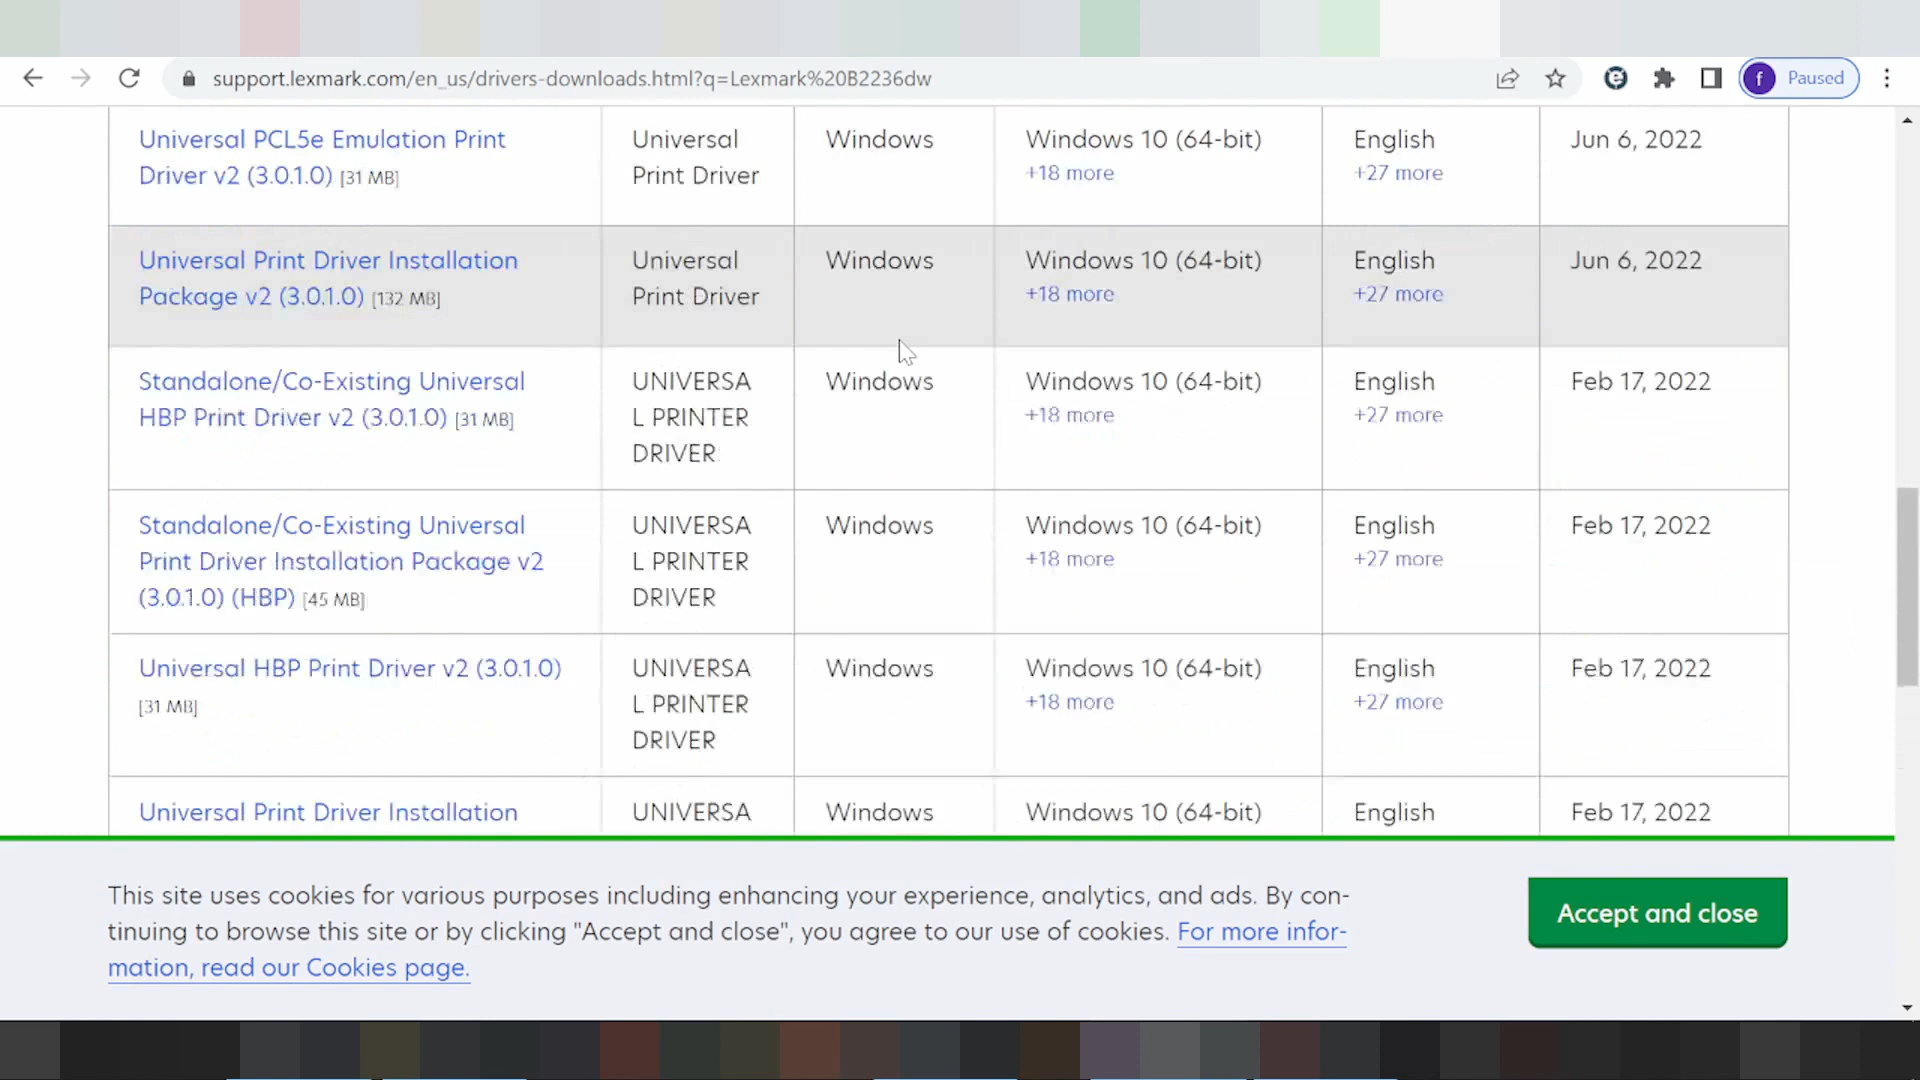 support.lexmark.com/en_us/drivers-downloads.html?q=Lexmark%20B2236dw
f Paused
Universal PCL5e Emulation Print
Driver v2 (3.0.1.0) [31 MB]
Universal
Print Driver
Windows
Windows 10 (64-bit)
+18 more
English
+27 more
Jun 6, 2022
Universal Print Driver Installation
Package v2 (3.0.1.0) [132 MB]
Universal
Print Driver
Windows
Windows 10 (64-bit)
+18 more
English
+27 more
Jun 6, 2022
Standalone/Co-Existing Universal
HBP Print Driver v2 (3.0.1.0) [31 MB]
UNIVERSA
L PRINTER
DRIVER
Windows
Windows 10 (64-bit)
+18 more
English
+27 more
Feb 17, 2022
Standalone/Co-Existing Universal
Print Driver Installation Package v2
(3.0.1.0) (HBP) [45 MB]
UNIVERSA
L PRINTER
DRIVER
Windows
Windows 10 (64-bit)
+18 more
English
+27 more
Feb 17, 2022
Universal HBP Print Driver v2 (3.0.1.0)
[31 MB]
UNIVERSA
L PRINTER
DRIVER
Windows
Windows 10 (64-bit)
+18 more
English
+27 more
Feb 17, 2022
Universal Print Driver Installation
UNIVERSA
Windows
Windows 10 (64-bit)
English
Feb 17, 2022
This site uses cookies for various purposes including enhancing your experience, analytics, and ads. By con-
tinuing to browse this site or by clicking "Accept and close", you agree to our use of cookies. For more infor-
mation, read our Cookies page.
Accept and close